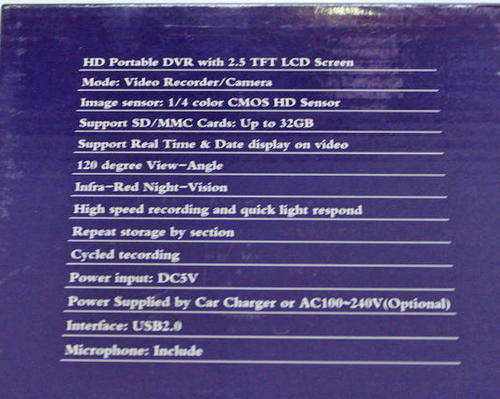 HD Portable DVR with 2.5 TFT LCD Screen
Mode: Video Recorder/Camera
Image sensor: 1/4 color CMOS HD Sensor
Support SD/MMC Cards: Up to 32GB
Support Real Time & Date display on video
120 degree View-Angle
Infra-Red Night-Vision
High speed recording and quick light respond
Repeat storage by section
Cycled tecording
Power input: DC5V
Power Supplied by Car Charger or AC100-240V(Optional)
Interface: USB2.0
Microphone: Include